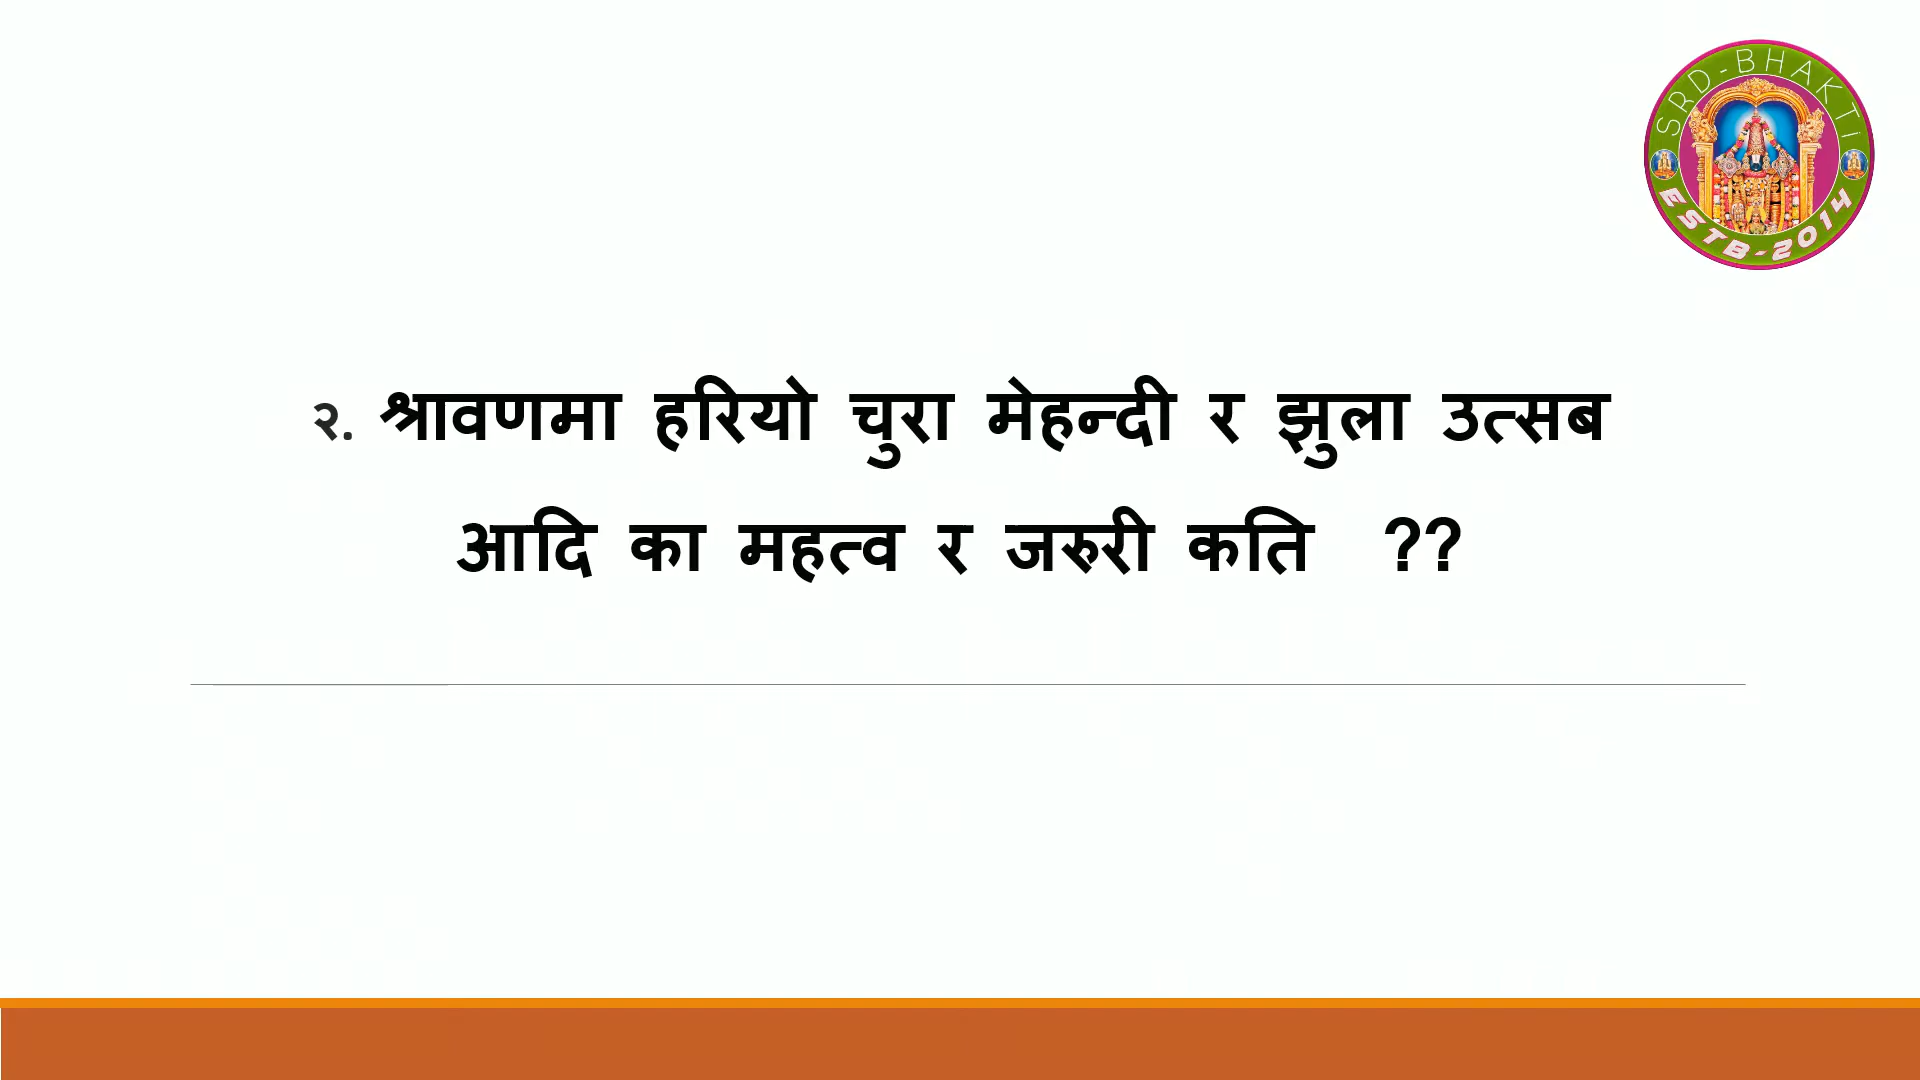 SRD-BHAKTi
ESTB-2014
२. श्रावणमा हरियो चुरा मेहन्दी र झुला उत्सब
आदि का महत्व र जरुरी कति ??